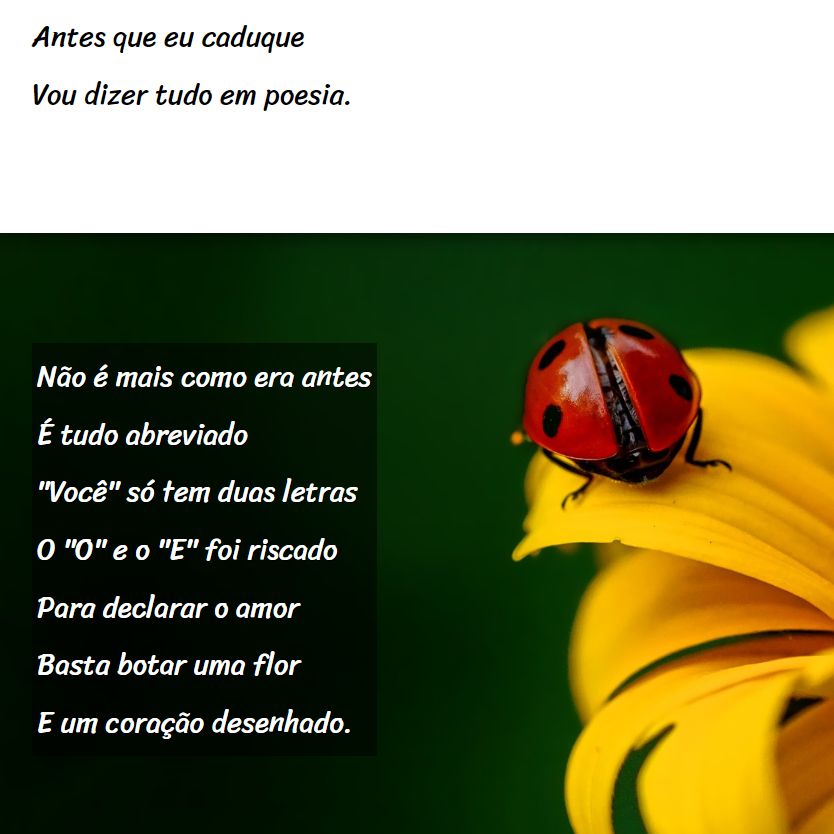 Antes que eu caduque
Vou dizer tudo em poesia.
Não é mais como era antes
É tudo abreviado
"Você" só tem duas letras
O "O" e o "E" foi riscado
Para declarar o amor
Basta botar uma flor
E um coração desenhado.